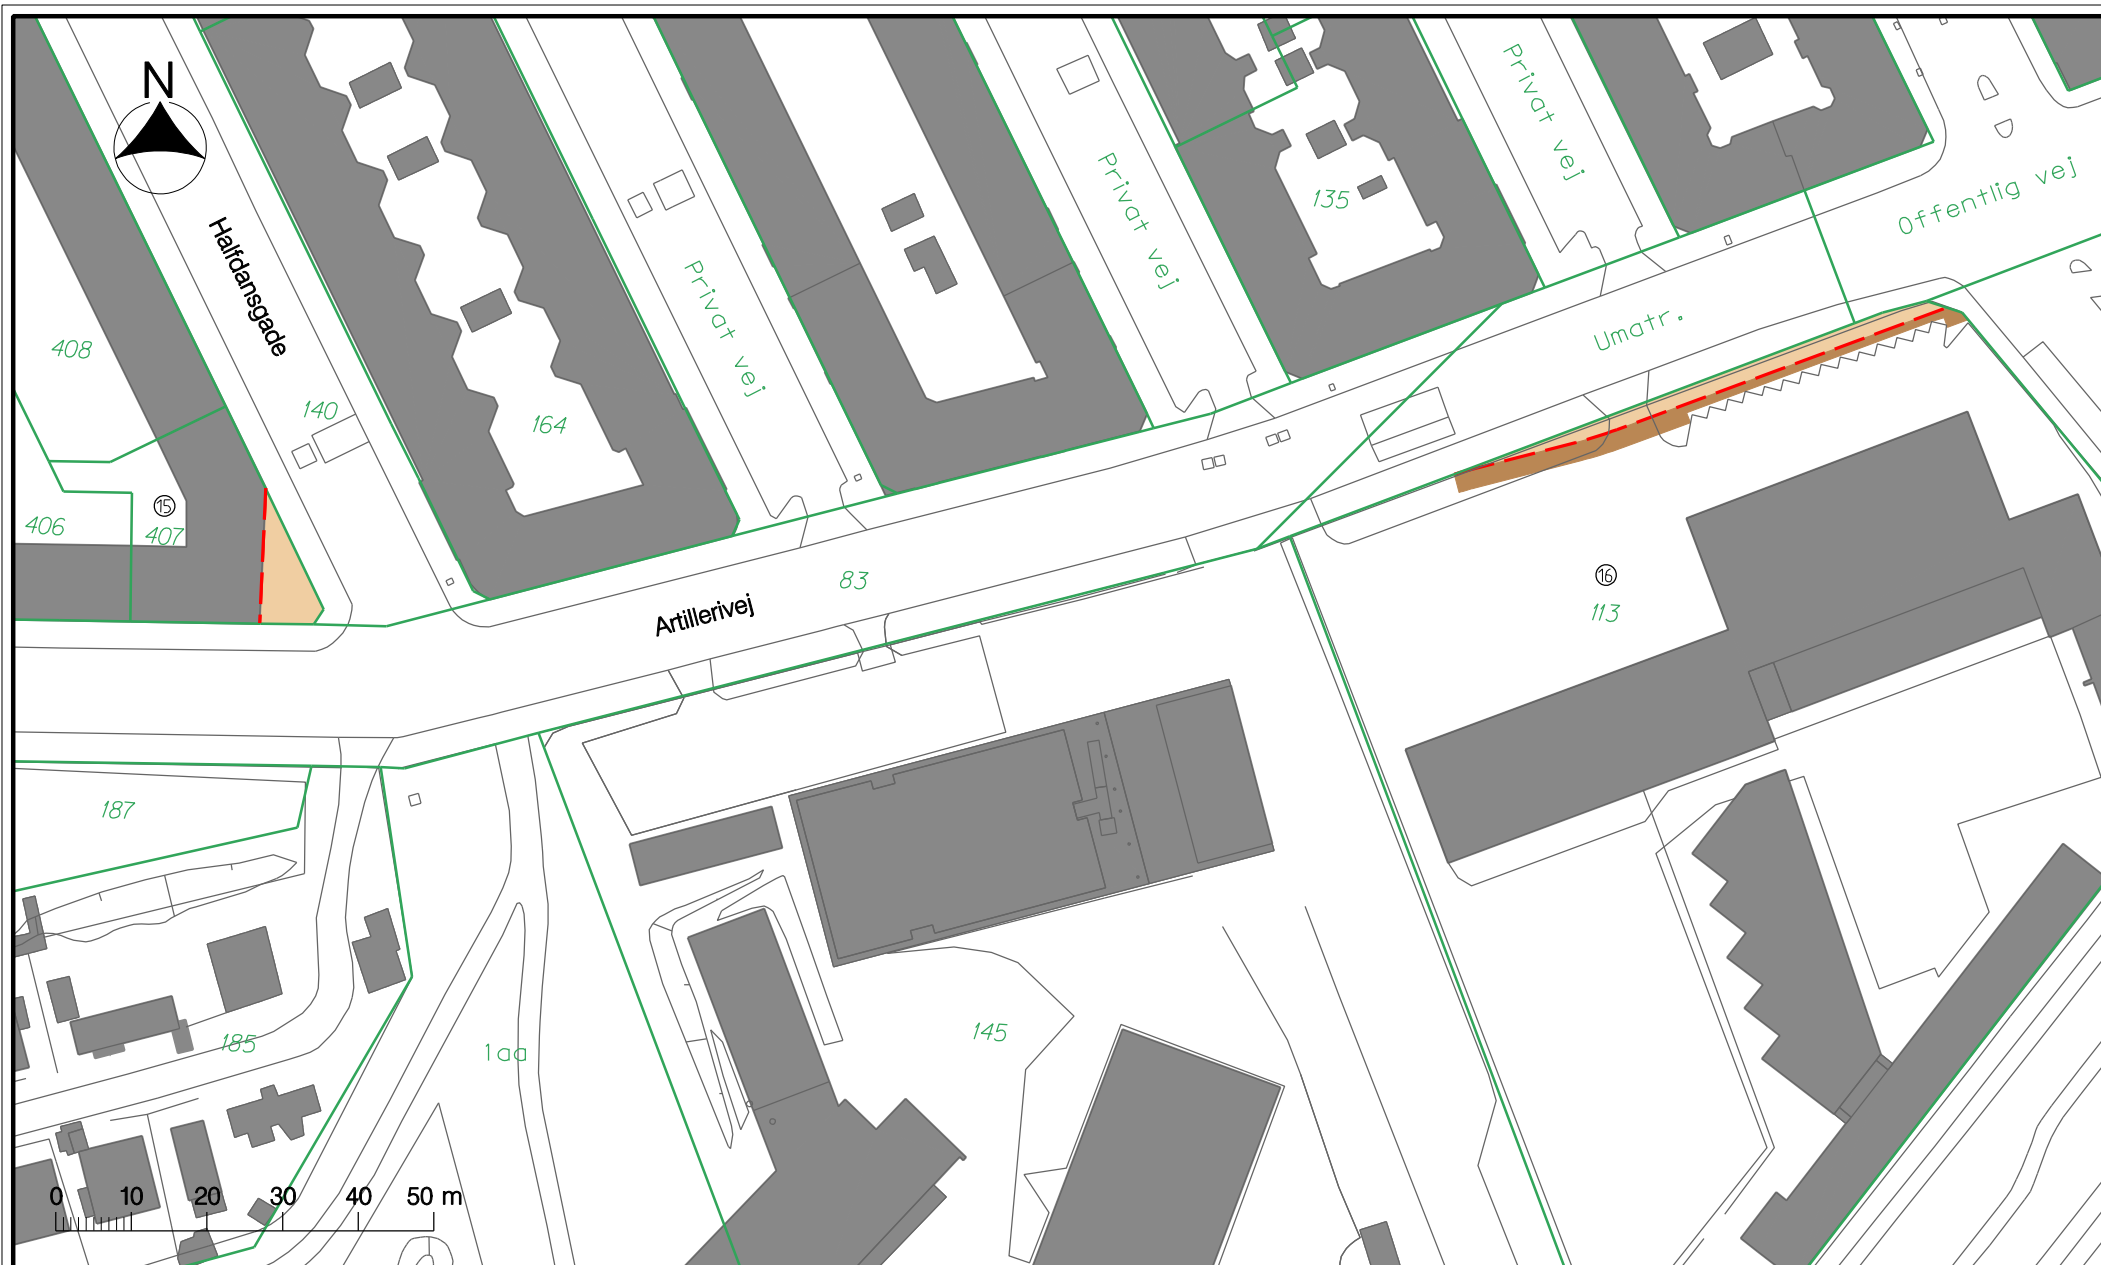 N
Privat vej
Privat vej
Offentlig vej
135
Halfdansgade
Privat vej
Umatr.
408
140
164
15
406
407
16
83
113
Artillerivej
187
145
185
1aa
0 10 20 30 40 50 m